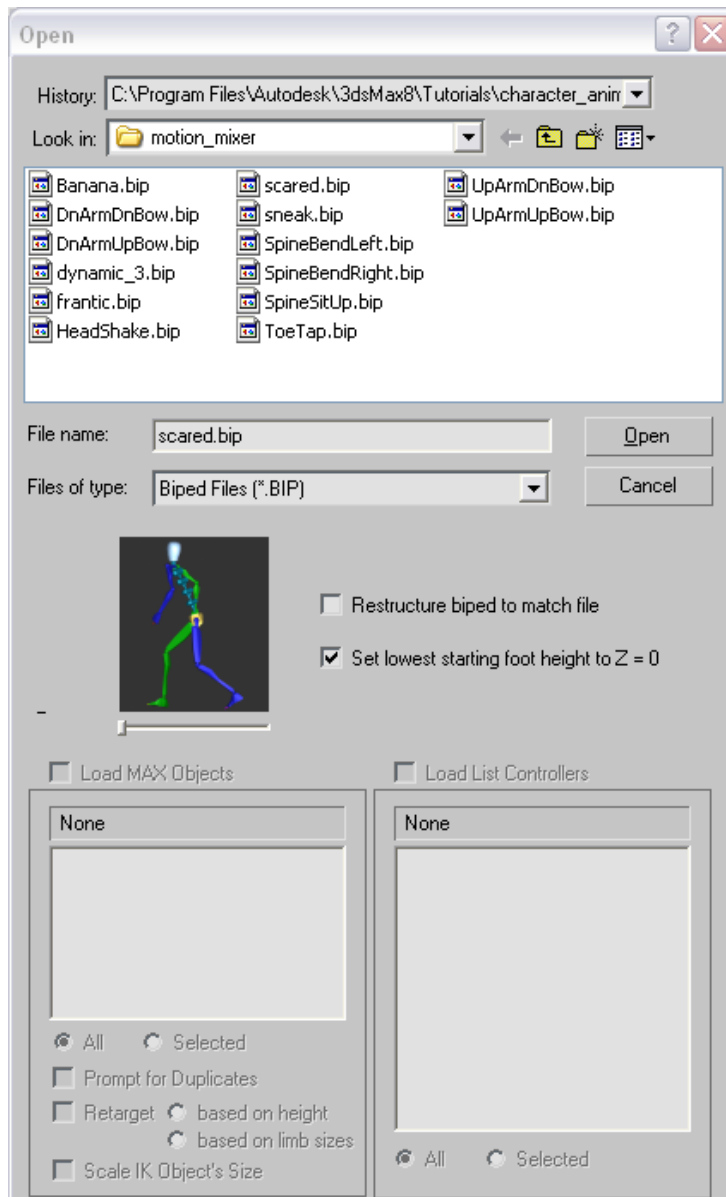 Open
History: C:\Program Files\Autodesk\3dsMax8\Tutorials\character_anim
Look in: motion_mixer
Banana.bip scared.bip UpArmDnBow.bip
DnArmDnBow.bip sneak.bip UpArmUpBow.bip
DnArmUpBow.bip SpineBendLeft.bip
dynamic_3.bip SpineBendRight.bip
frantic.bip SpineSitUp.bip
HeadShake.bip ToeTap.bip
File name: scared.bip Open
Files of type: Biped Files (*.BIP) Cancel
Restructure biped to match file
Set lowest starting foot height to Z = 0
Load MAX Objects Load List Controllers
None None
All Selected
Prompt for Duplicates
Retarget based on height
based on limb sizes
Scale IK Object's Size
All Selected